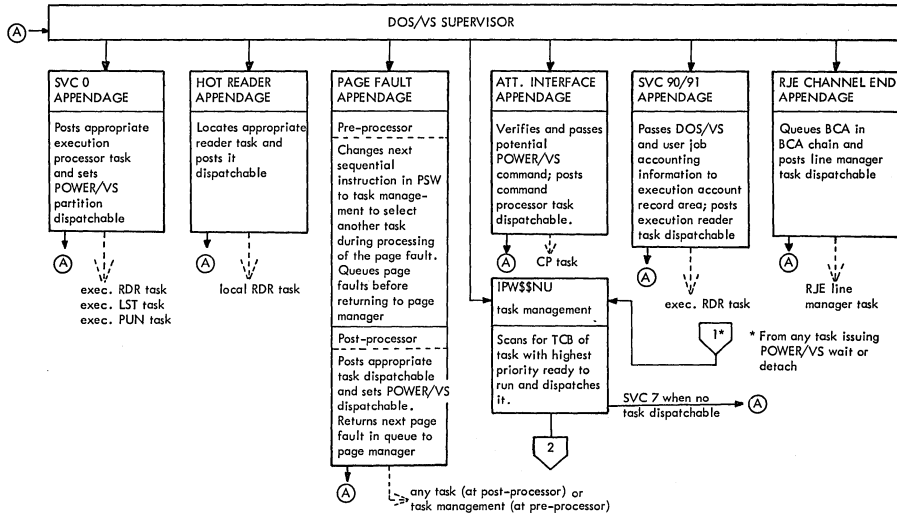 DOS/VS SUPERVISOR
A
SVC 0
APPENDAGE
Posts appropriate
execution
processor task
and sets
POWER/VS
partition
dispatchable
A
exec. RDR task
exec. LST task
exec. PUN task
HOT READER
APPENDAGE
Locates appropriate
reader task and
posts it
dispatchable
A
local RDR task
PAGE FAULT
APPENDAGE
Pre-processor
Changes next
sequential
instruction in PSW
to task manage-
ment to select
another task
during processing
of the page fault.
Queues page
faults before
returning to page
manager
Post-processor
Posts appropriate
task dispatchable
and sets POWER/VS
dispatchable.
Returns next page
fault in queue to
page manager
A
any task (at post-processor) or
task management (at pre-processor)
ATT. INTERFACE
APPENDAGE
Verifies and passes
potential
POWER/VS
command; posts
command
processor task
dispatchable.
A
CP task
IPW$$NU
task management
Scans for TCB of
task with highest
priority ready to
run and dispatches
it.
2
SVC 7 when no
task dispatchable
A
SVC 90/91
APPENDAGE
Passes DOS/VS
and user job
accounting
information to
execution account
record area; posts
execution reader
task dispatchable
A
exec. RDR task
RJE CHANNEL END
APPENDAGE
Queues BCA in
BCA chain and
posts line manager
task dispatchable
A
RJE line
manager task
1*
* From any task issuing
POWER/VS wait or
detach